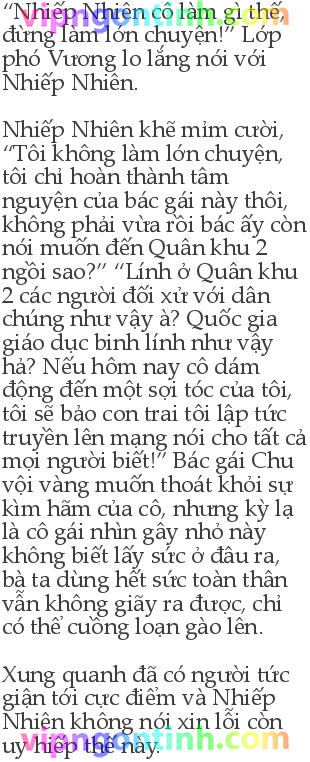 “Nhiếp Nhiên cô làm gì thế,
đừng làm lớn chuyện!” Lớp
phó Vương lo lắng nói với
Nhiếp Nhiên.
Nhiếp Nhiên khẽ mỉm cười,
“Tôi không làm lớn chuyện,
tôi chỉ hoàn thành tâm
nguyện của bác gái này thôi,
không phải vừa rồi bác ấy còn
nói muốn đến Quân khu 2
ngồi sao?” “Lính ở Quân khu
2 các người đối xử với dân
chúng như vậy à? Quốc gia
giáo dục binh lính như vậy
hả? Nếu hôm nay cô dám
động đến một sợi tóc của tôi,
tôi sẽ bảo con trai tôi lập tức
truyền lên mạng nói cho tất cả
mọi người biết!” Bác gái Chu
vội vàng muốn thoát khỏi sự
kìm hãm của cô, nhưng kỳ lạ
là cô gái nhìn gầy nhỏ này
không biết lấy sức ở đâu ra,
bà ta dùng hết sức toàn thân
vẫn không giãy ra được, chỉ
có thể cuồng loạn gào lên.
Xung quanh đã có người tức
giận tới cực điểm và Nhiếp
Nhiên không nói xin lỗi còn
uy hiếp thế này.
vipngontinh.com
vipngontinh.com